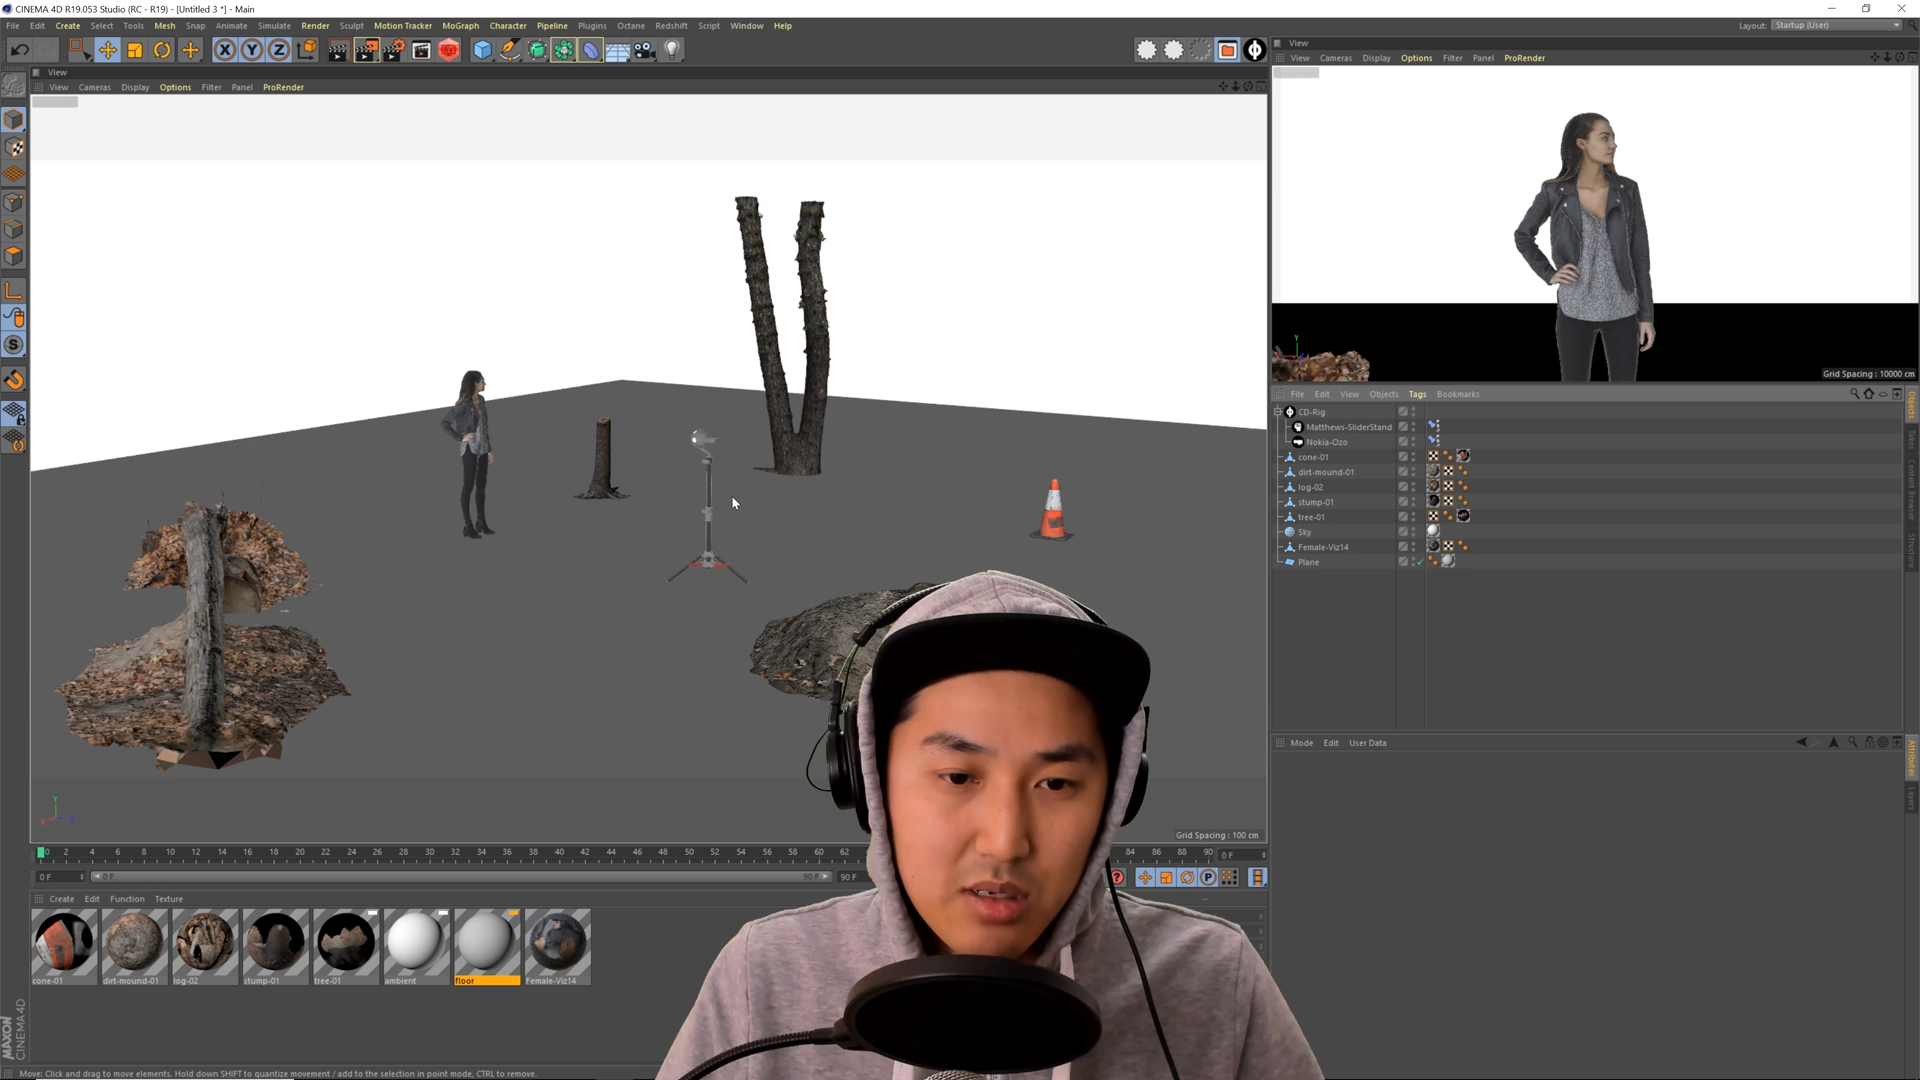 CINEMA 4D R19.053 Studio (RC - R19) - [Untitled 3 *] - Main
File Edit Create Select Tools Mesh Snap Animate Simulate Render Sculpt Motion Tracker MoGraph Character Pipeline Plugins Octane Redshift Script Window Help
Layout: Startup (User)
View
View Cameras Display Options Filter Panel ProRender
Grid Spacing : 100 cm
View
View Cameras Display Options Filter Panel ProRender
Grid Spacing : 10000 cm
File Edit View Objects Tags Bookmarks
CD-Rig
Matthews-SliderStand
Nokia-Ozo
cone-01
dirt-mound-01
log-02
stump-01
tree-01
Sky
Female-Viz14
Plane
Objects
Takes
Content Browser
Structure
Mode Edit User Data
Attributes
Layers
0 2 4 6 8 10 12 14 16 18 20 22 24 26 28 30 32 34 36 38 40 42 44 46 48 50 52 54 56 58 60 62 84 86 88 90 0 F
0 F 0 F 90 F 90 F
Create Edit Function Texture
cone-01 dirt-mound-01 log-02 stump-01 tree-01 ambient floor Female-Viz14
MAXON CINEMA 4D
Move: Click and drag to move elements. Hold down SHIFT to quantize movement / add to the selection in point mode, CTRL to remove.